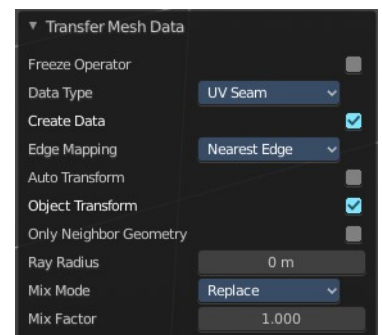 Transfer Mesh Data
Freeze Operator
Data Type UV Seam
Create Data
Edge Mapping Nearest Edge
Auto Transform
Object Transform
Only Neighbor Geometry
Ray Radius 0 m
Mix Mode Replace
Mix Factor 1.000